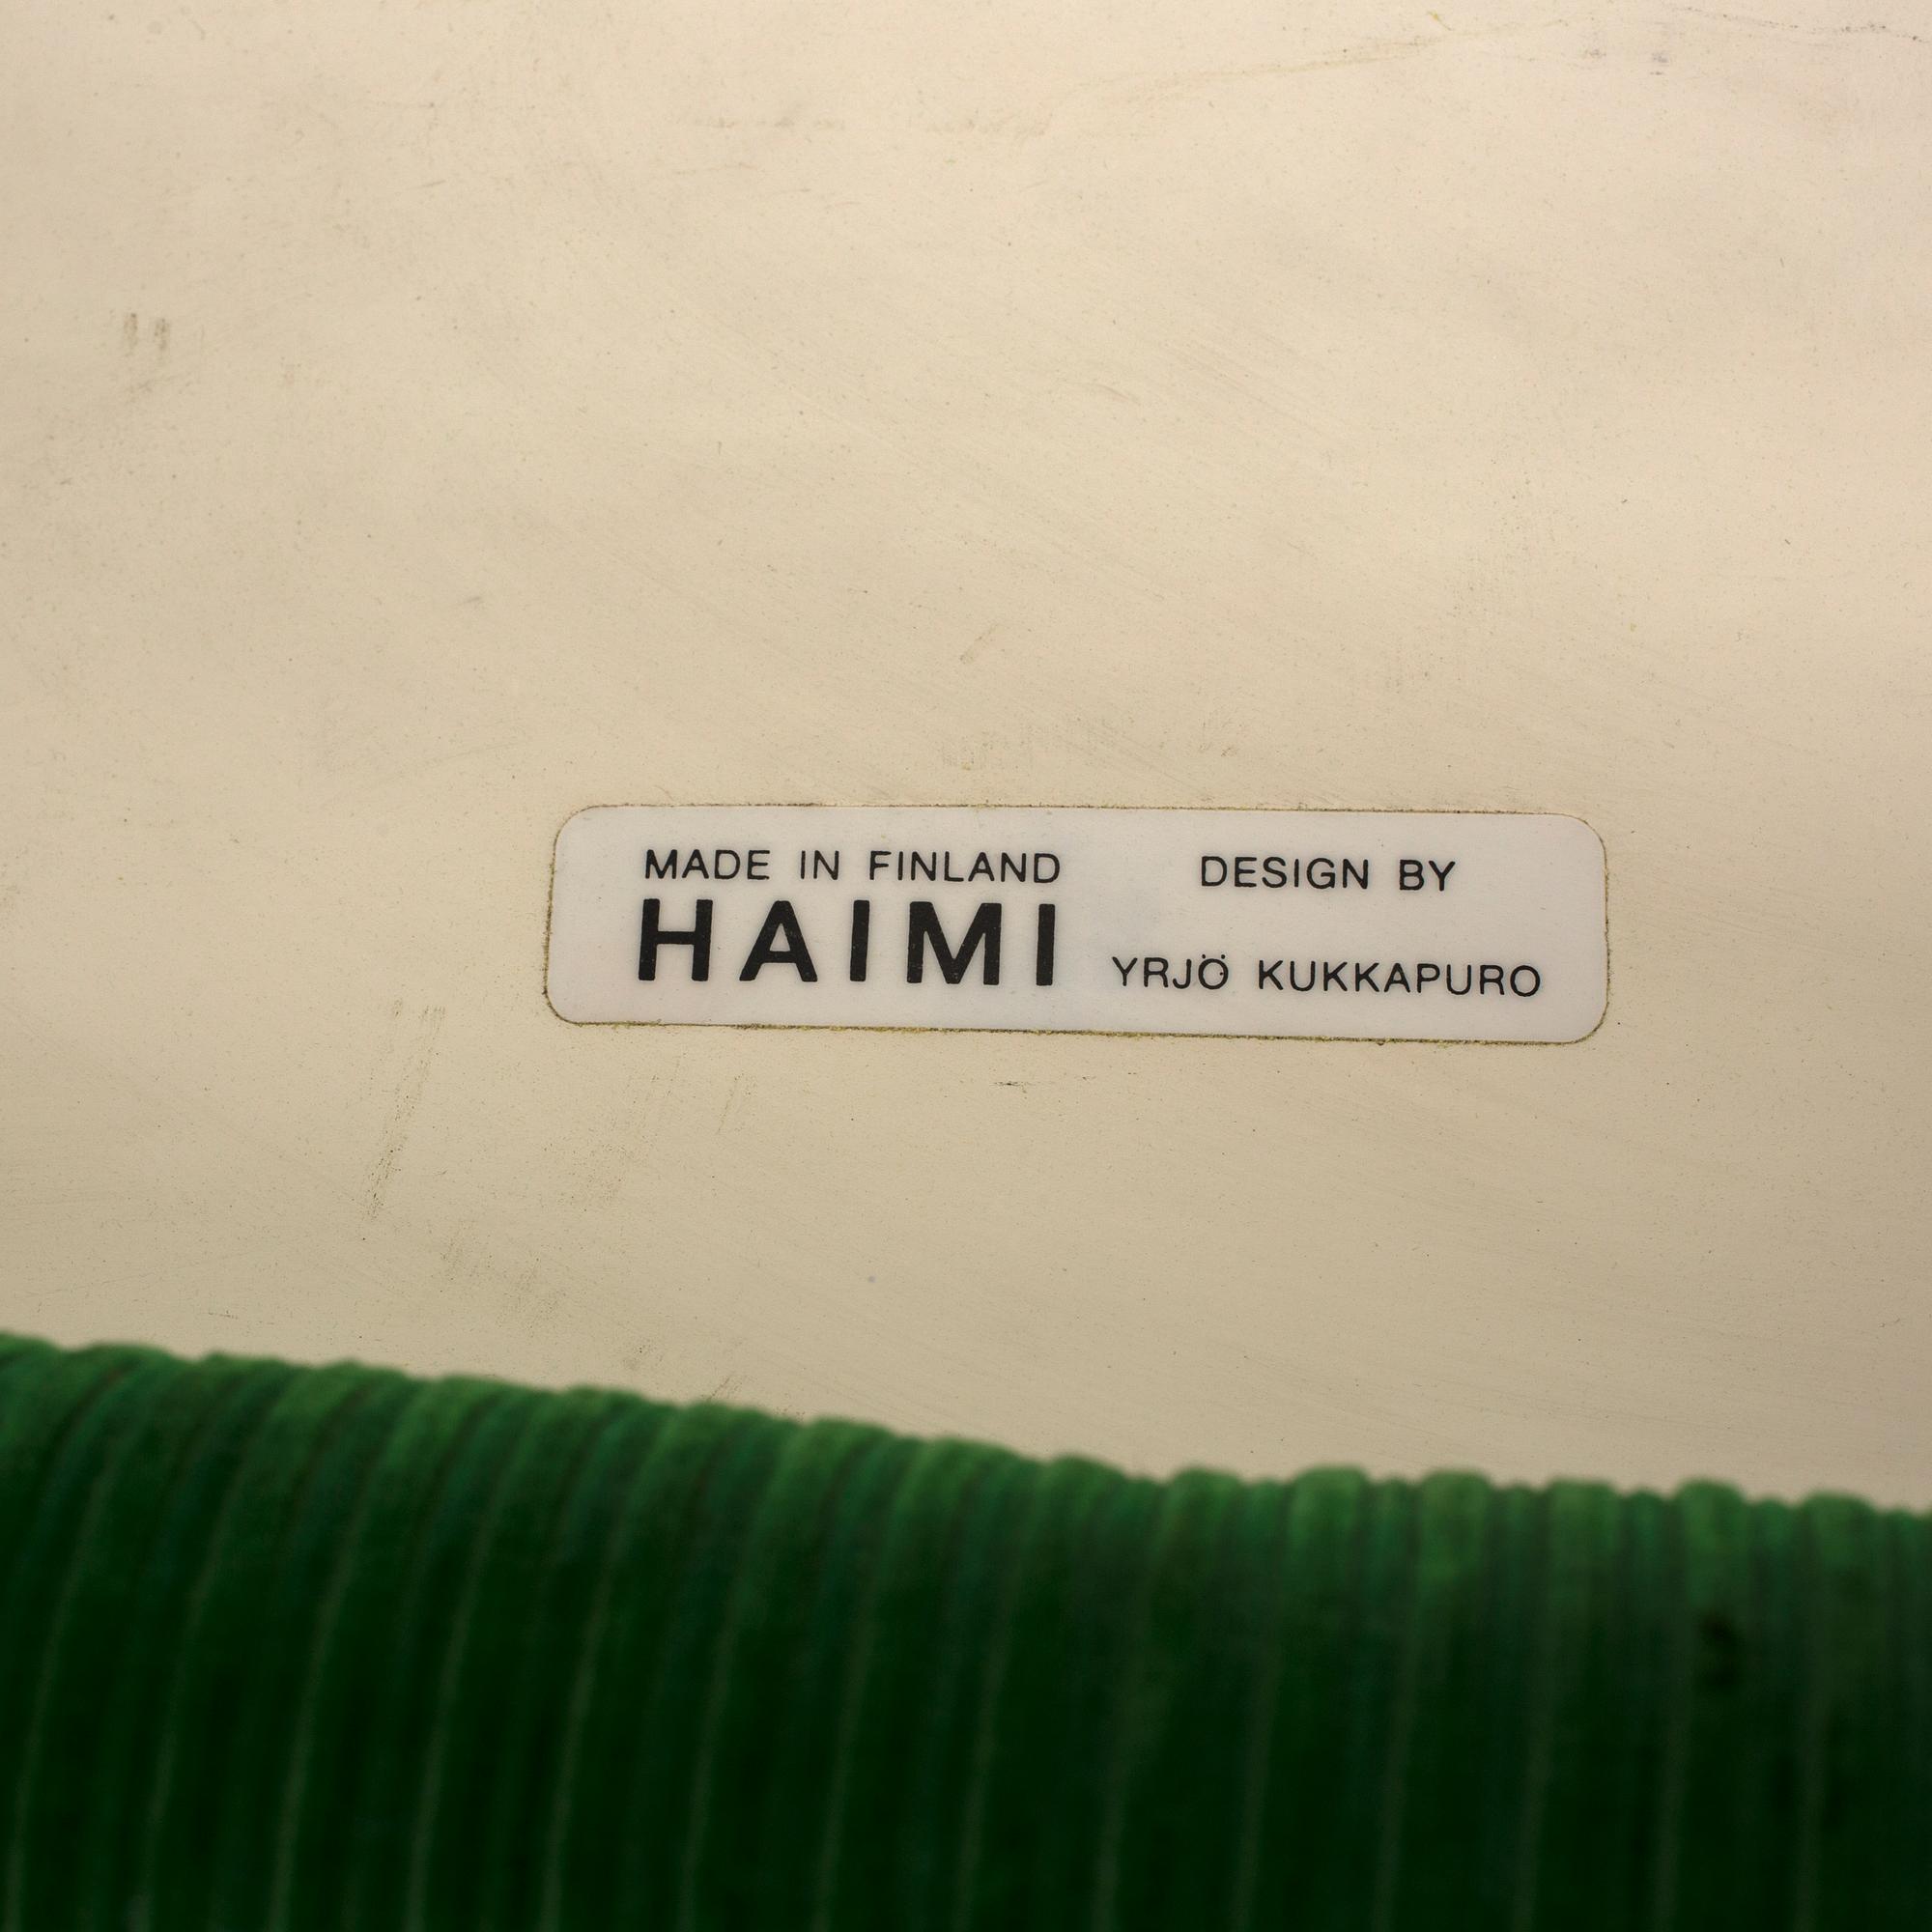 MADE IN FINLAND
HAIMI
DESIGN BY
YRJÖ KUKKAPURO